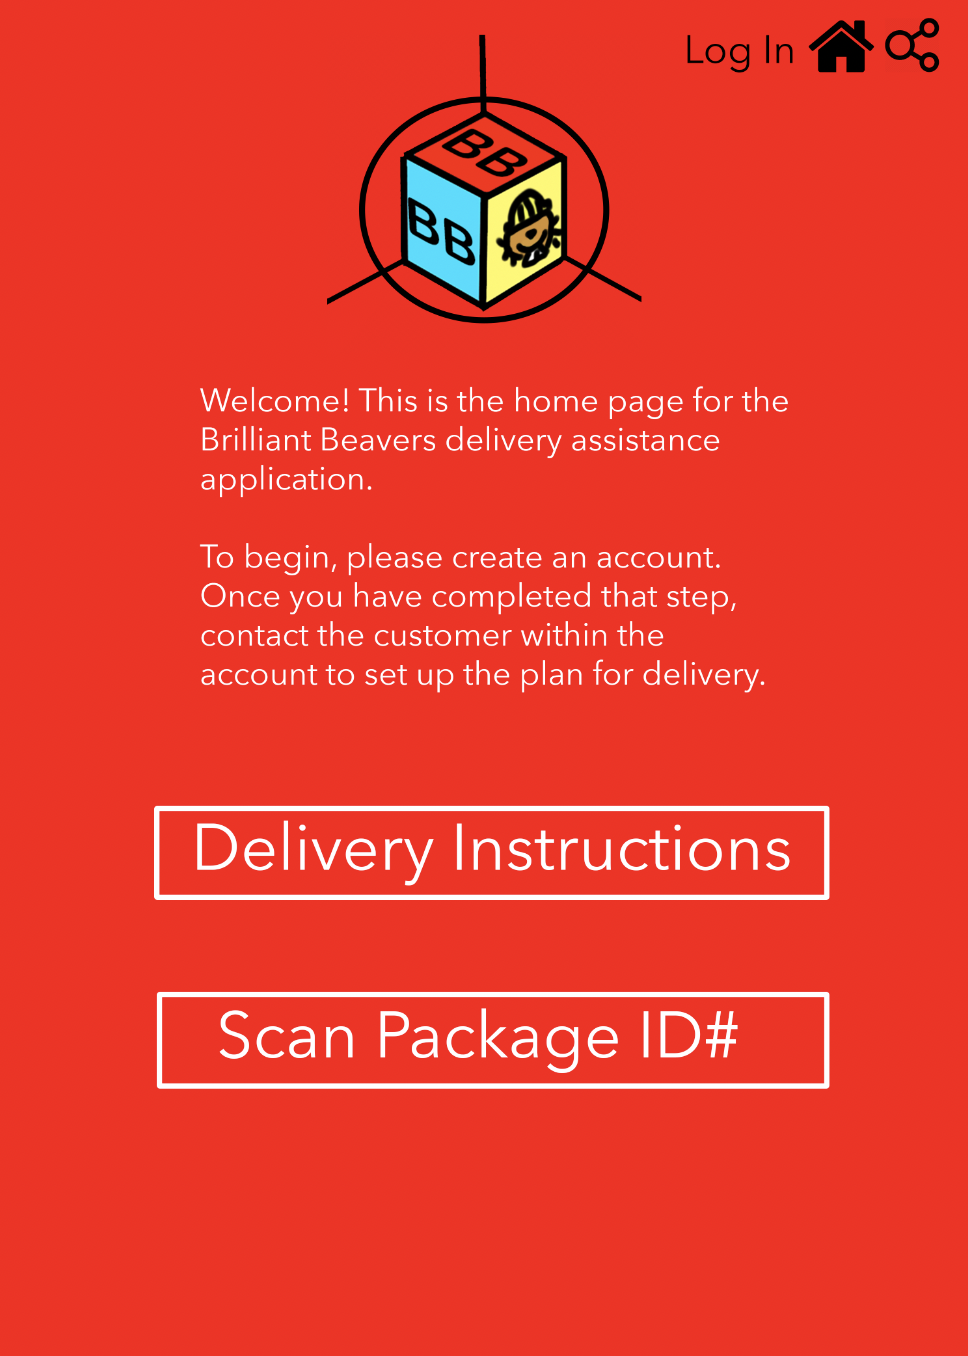 Log In
BB
BB
Welcome! This is the home page for the
Brilliant Beavers delivery assistance
application.
To begin, please create an account.
Once you have completed that step,
contact the customer within the
account to set up the plan for delivery.
Delivery Instructions
Scan Package ID#